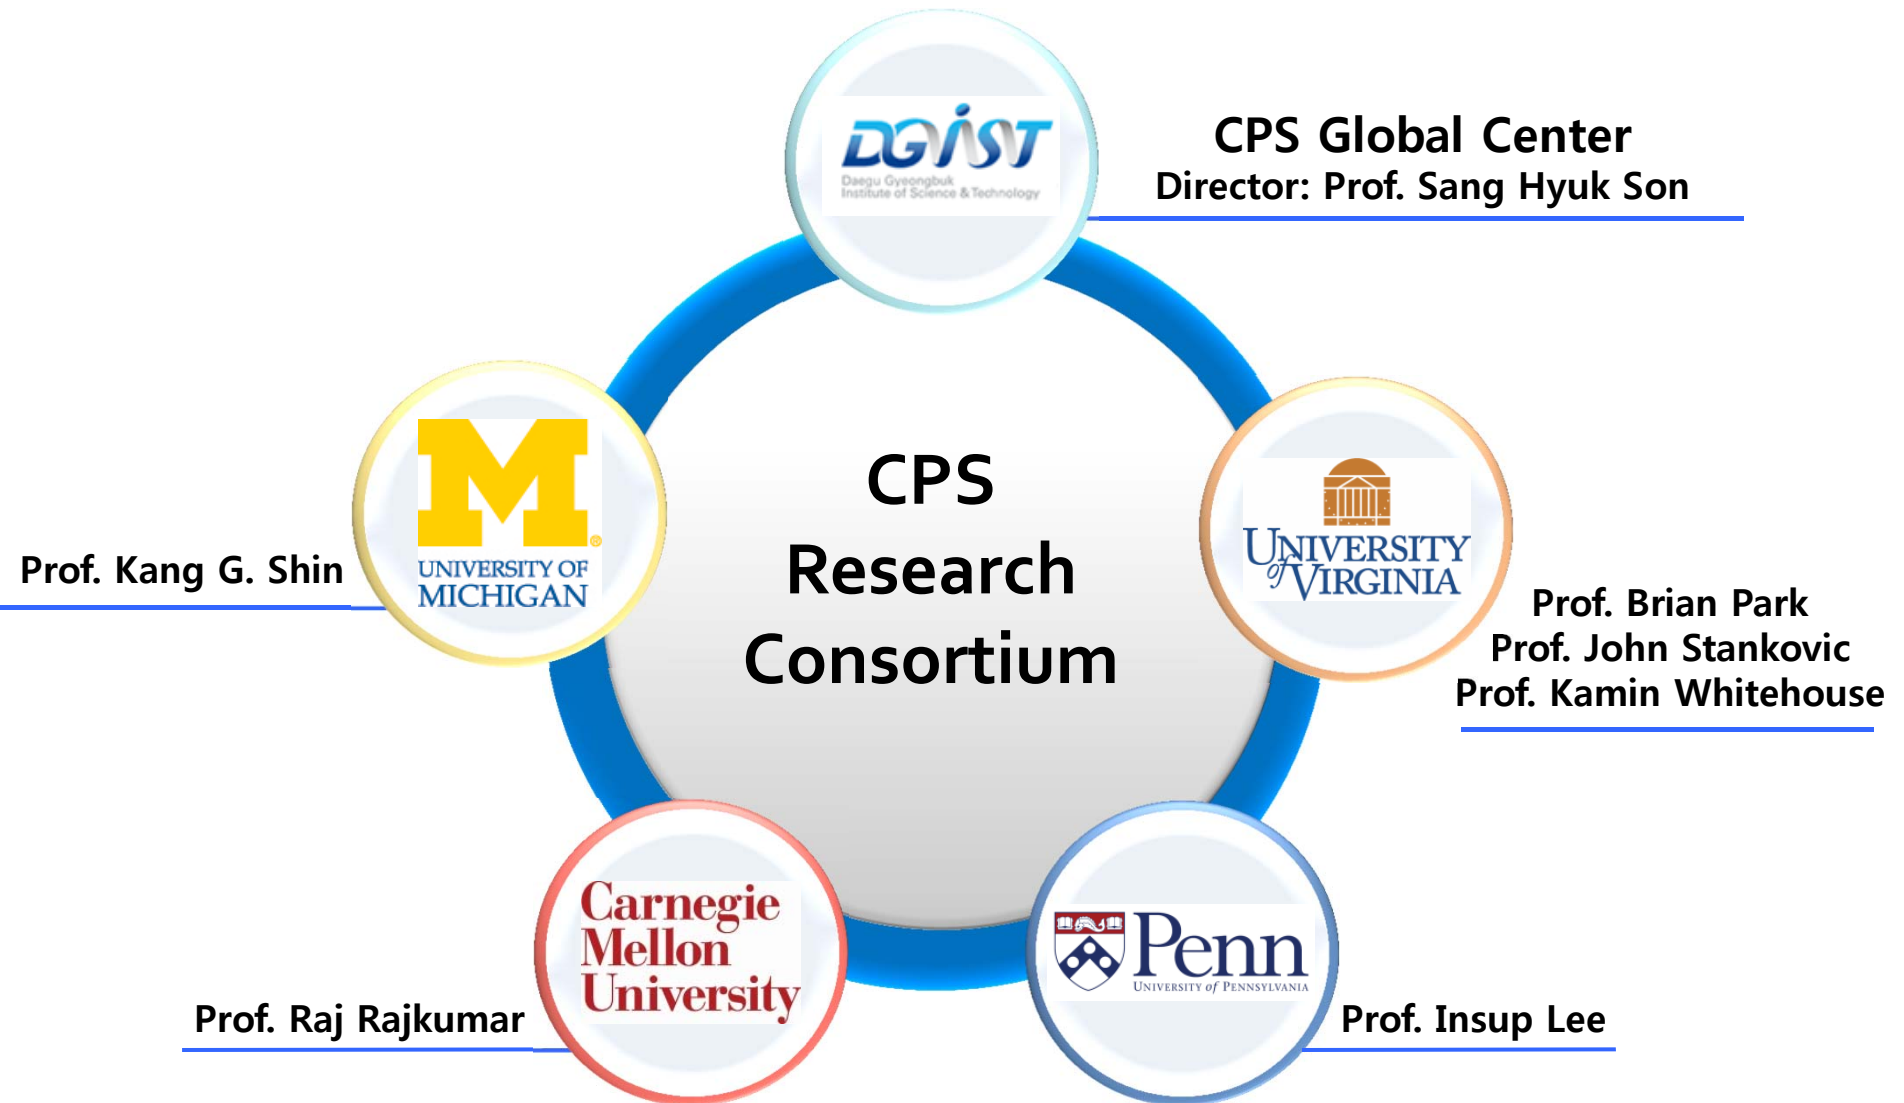 DGIST
Daegu Gyeongbuk
Institute of Science & Technology
CPS Global Center
Director: Prof. Sang Hyuk Son
M
®
UNIVERSITY OF
MICHIGAN
Prof. Kang G. Shin
CPS
Research
Consortium
UNIVERSITY
of VIRGINIA
Prof. Brian Park
Prof. John Stankovic
Prof. Kamin Whitehouse
Carnegie
Mellon
University
Prof. Raj Rajkumar
Penn
UNIVERSITY of PENNSYLVANIA
Prof. Insup Lee